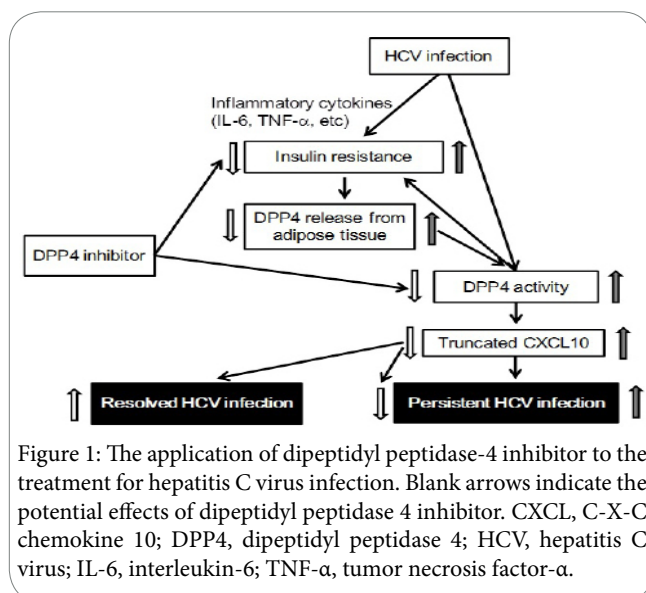 HCV infection
Inflammatory cytokines
(IL-6, TNF-α, etc)
Insulin resistance
DPP4 release from
adipose tissue
DPP4 inhibitor
DPP4 activity
Truncated CXCL10
Resolved HCV infection
Persistent HCV infection
Figure 1: The application of dipeptidyl peptidase-4 inhibitor to the
treatment for hepatitis C virus infection. Blank arrows indicate the
potential effects of dipeptidyl peptidase 4 inhibitor. CXCL, C-X-C
chemokine 10; DPP4, dipeptidyl peptidase 4; HCV, hepatitis C
virus; IL-6, interleukin-6; TNF-α, tumor necrosis factor-α.